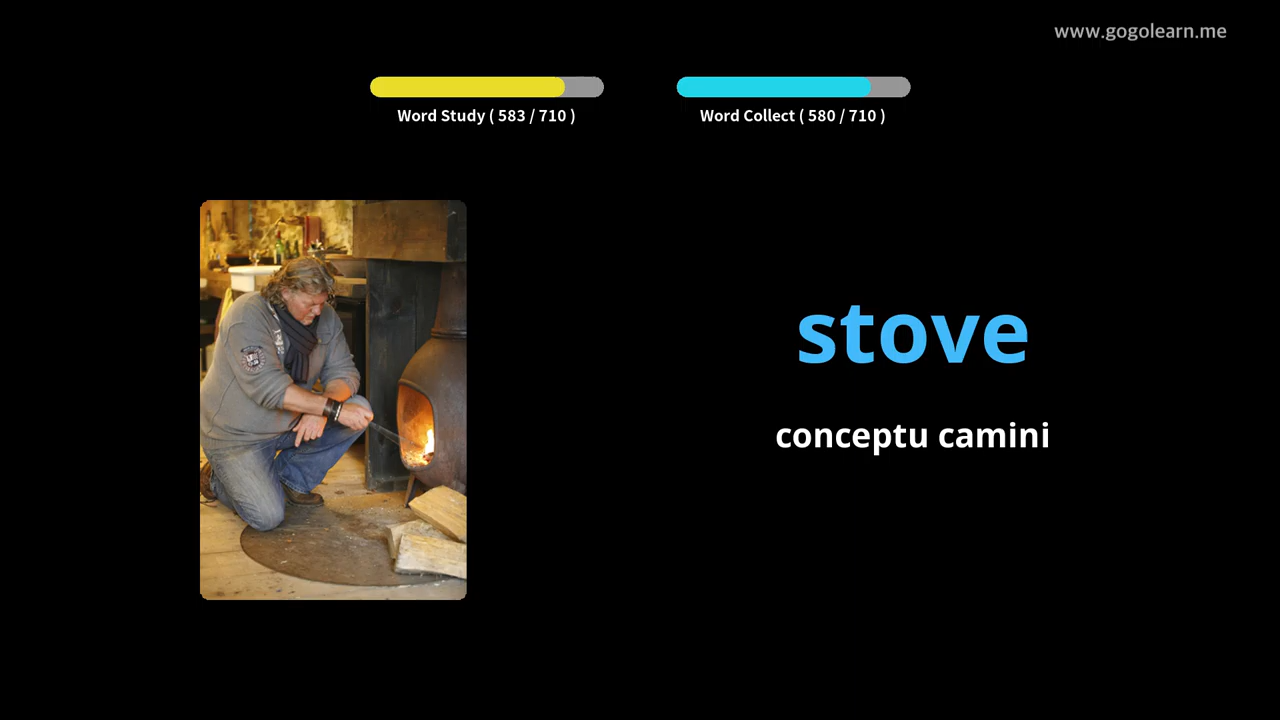 www.gogolearn.me
Word Study ( 583 / 710 )
Word Collect ( 580 / 710 )
stove
conceptu camini